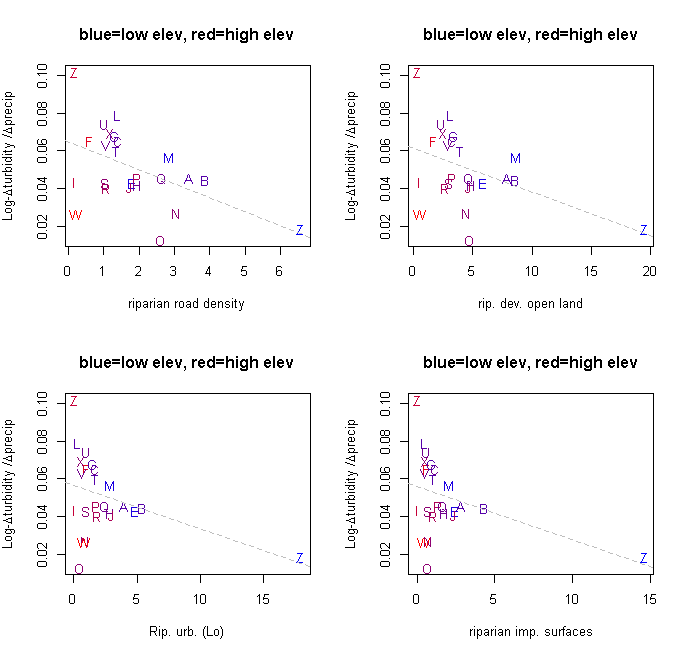 blue=low elev, red=high elev
Log-Δturbidity /Δprecip
0.02 0.04 0.06 0.08 0.10
Z
L
U
X
G
C
V
F
T
M
I
S
R
P
E
H
J
Q
A
B
W
N
O
Z
0 1 2 3 4 5 6
riparian road density
blue=low elev, red=high elev
Log-Δturbidity /Δprecip
0.02 0.04 0.06 0.08 0.10
Z
L
U
X
G
C
V
F
T
M
I
S
R
P
Q
H
J
E
A
B
W
N
O
Z
0 5 10 15 20
rip. dev. open land
blue=low elev, red=high elev
Log-Δturbidity /Δprecip
0.02 0.04 0.06 0.08 0.10
Z
L
U
X
G
C
V
F
T
M
I
S
P
R
Q
H
J
A
E
B
W
O
Z
0 5 10 15
Rip. urb. (Lo)
blue=low elev, red=high elev
Log-Δturbidity /Δprecip
0.02 0.04 0.06 0.08 0.10
Z
L
U
X
G
C
V
T
M
I
S
R
Q
H
J
E
A
B
W
O
Z
0 5 10 15
riparian imp. surfaces